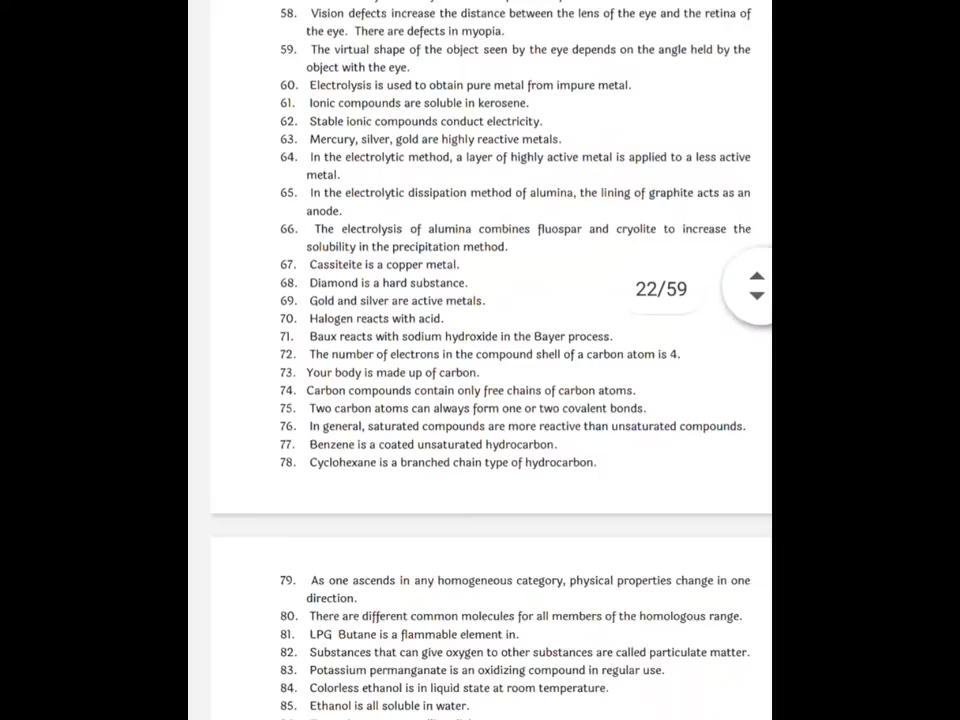 58. Vision defects increase the distance between the lens of the eye and the retina of
the eye. There are defects in myopia.
59. The virtual shape of the object seen by the eye depends on the angle held by the
object with the eye.
60. Electrolysis is used to obtain pure metal from impure metal.
61. Ionic compounds are soluble in kerosene.
62. Stable ionic compounds conduct electricity.
63. Mercury, silver, gold are highly reactive metals.
64. In the electrolytic method, a layer of highly active metal is applied to a less active
metal.
65. In the electrolytic dissipation method of alumina, the lining of graphite acts as an
anode.
66. The electrolysis of alumina combines fluospar and cryolite to increase the
solubility in the precipitation method.
67. Cassiteite is a copper metal.
68. Diamond is a hard substance.
22/59
69. Gold and silver are active metals.
70. Halogen reacts with acid.
71. Baux reacts with sodium hydroxide in the Bayer process.
72. The number of electrons in the compound shell of a carbon atom is 4.
73. Your body is made up of carbon.
74. Carbon compounds contain only free chains of carbon atoms.
75. Two carbon atoms can always form one or two covalent bonds.
76. In general, saturated compounds are more reactive than unsaturated compounds.
77. Benzene is a coated unsaturated hydrocarbon.
78. Cyclohexane is a branched chain type of hydrocarbon.
79. As one ascends in any homogeneous category, physical properties change in one
direction.
80. There are different common molecules for all members of the homologous range.
81. LPG Butane is a flammable element in.
82. Substances that can give oxygen to other substances are called particulate matter.
83. Potassium permanganate is an oxidizing compound in regular use.
84. Colorless ethanol is in liquid state at room temperature.
85. Ethanol is all soluble in water.